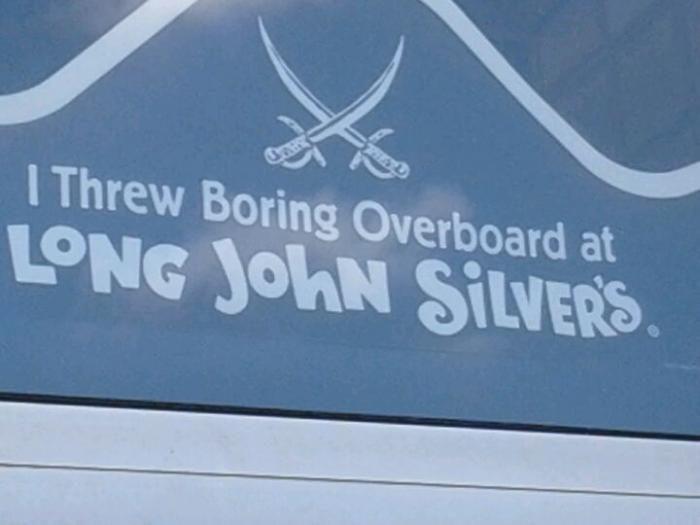 I Threw Boring Overboard at
LONG JOHN SILVER'S®